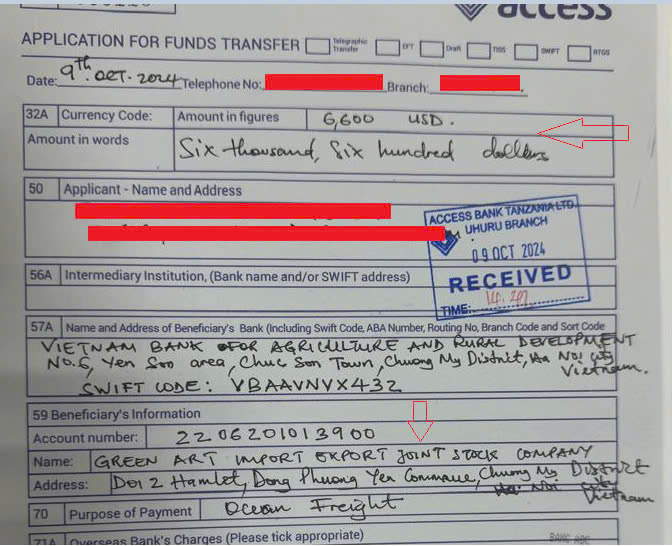 access
APPLICATION FOR FUNDS TRANSFER Telegraphic Transfer EFT Draft TISS SWIFT RTGS
Date: 9th. OCT. 2024 Telephone No: Branch:
32A Currency Code: Amount in figures 6,600 USD.
Amount in words Six thousand, Six hundred dollars
50 Applicant - Name and Address
ACCESS BANK TANZANIA LTD.
UHURU BRANCH
09 OCT 2024
RECEIVED
TIME:
56A Intermediary Institution, (Bank name and/or SWIFT address)
57A Name and Address of Beneficiary's Bank (Including Swift Code, ABA Number, Routing No, Branch Code and Sort Code
VIETNAM BANK FOR AGRICULTURE AND RURAL DEVELOPMENT
No. 6, Yen Son area, Chuc Son Town, Chuong My District, Ha Noi city
Vietnam.
SWIFT CODE: VBAAVNVX432
59 Beneficiary's Information
Account number: 2206201013900
Name: GREEN ART IMPORT EXPORT JOINT STOCK COMPANY
Address: Doi 2 Hamlet, Dong Phuong Yen Commune, Chuong My District
Ha Noi city
Vietnam
70 Purpose of Payment Ocean Freight
71A Overseas Bank's Charges (Please tick appropriate)